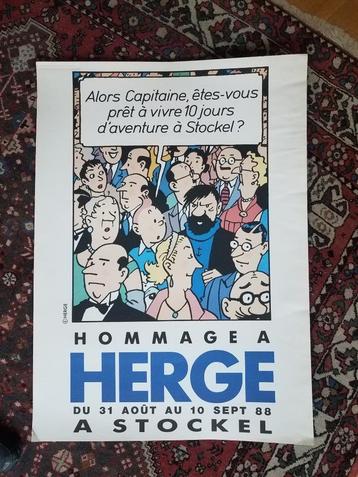 Alors Capitaine, êtes-vous
prêt à vivre 10 jours
d'aventure à Stockel?
© HERGE
HOMMAGE A
HERGE
DU 31 AOÛT AU 10 SEPT 88
A STOCKEL